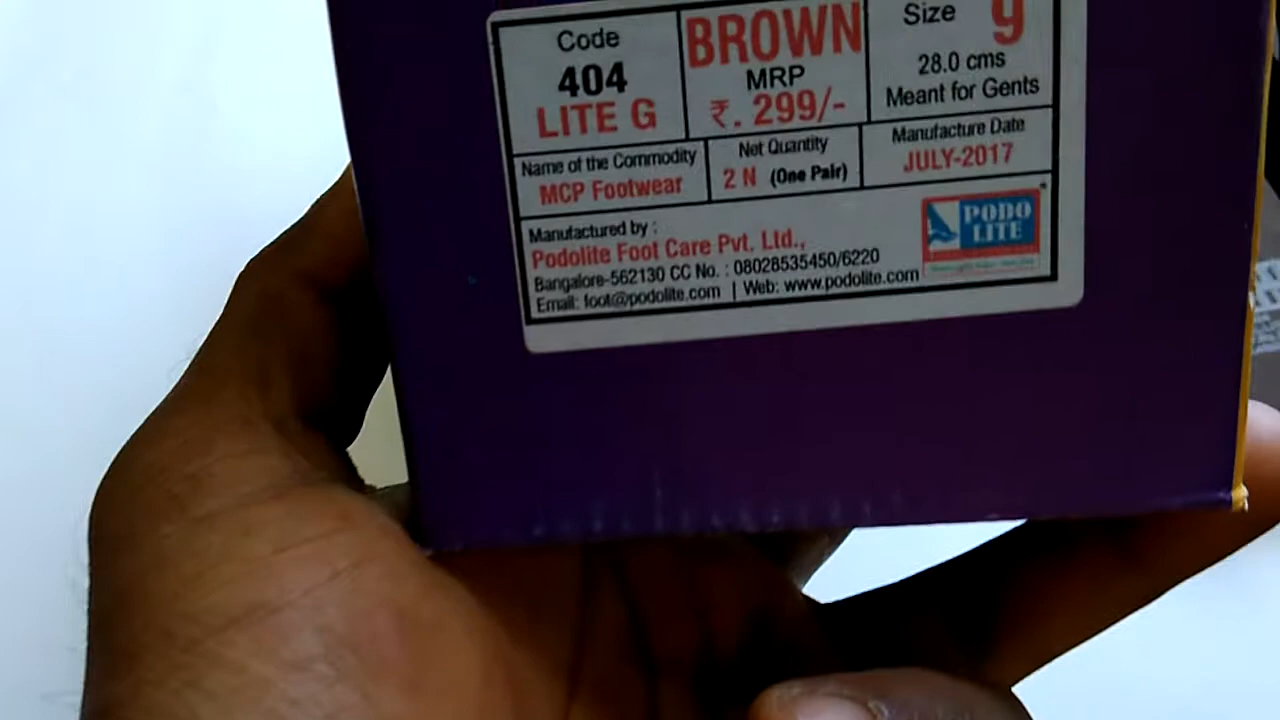 Code
404
LITE G
BROWN
MRP
₹. 299/-
Size 9
28.0 cms
Meant for Gents
Name of the Commodity
MCP Footwear
Net Quantity
2 N (One Pair)
Manufacture Date
JULY-2017
Manufactured by :
Podolite Foot Care Pvt. Ltd.,
Bangalore-562130 CC No. : 08028535450/6220
Email: foot@podolite.com | Web: www.podolite.com
PODO
LITE